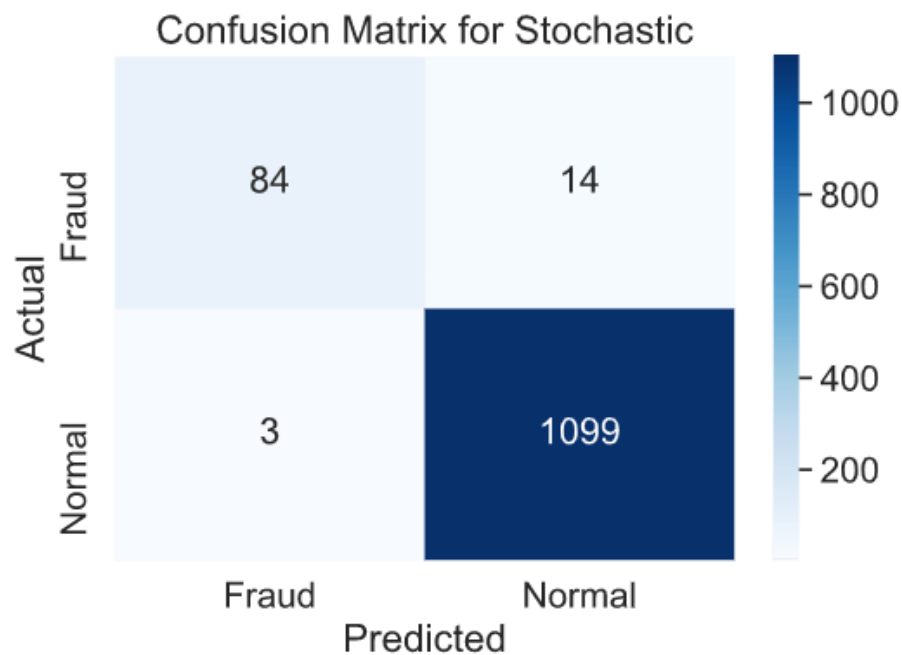 Confusion Matrix for Stochastic
84 14
3 1099
Fraud
Normal
Actual
Fraud Normal
Predicted
1000
800
600
400
200